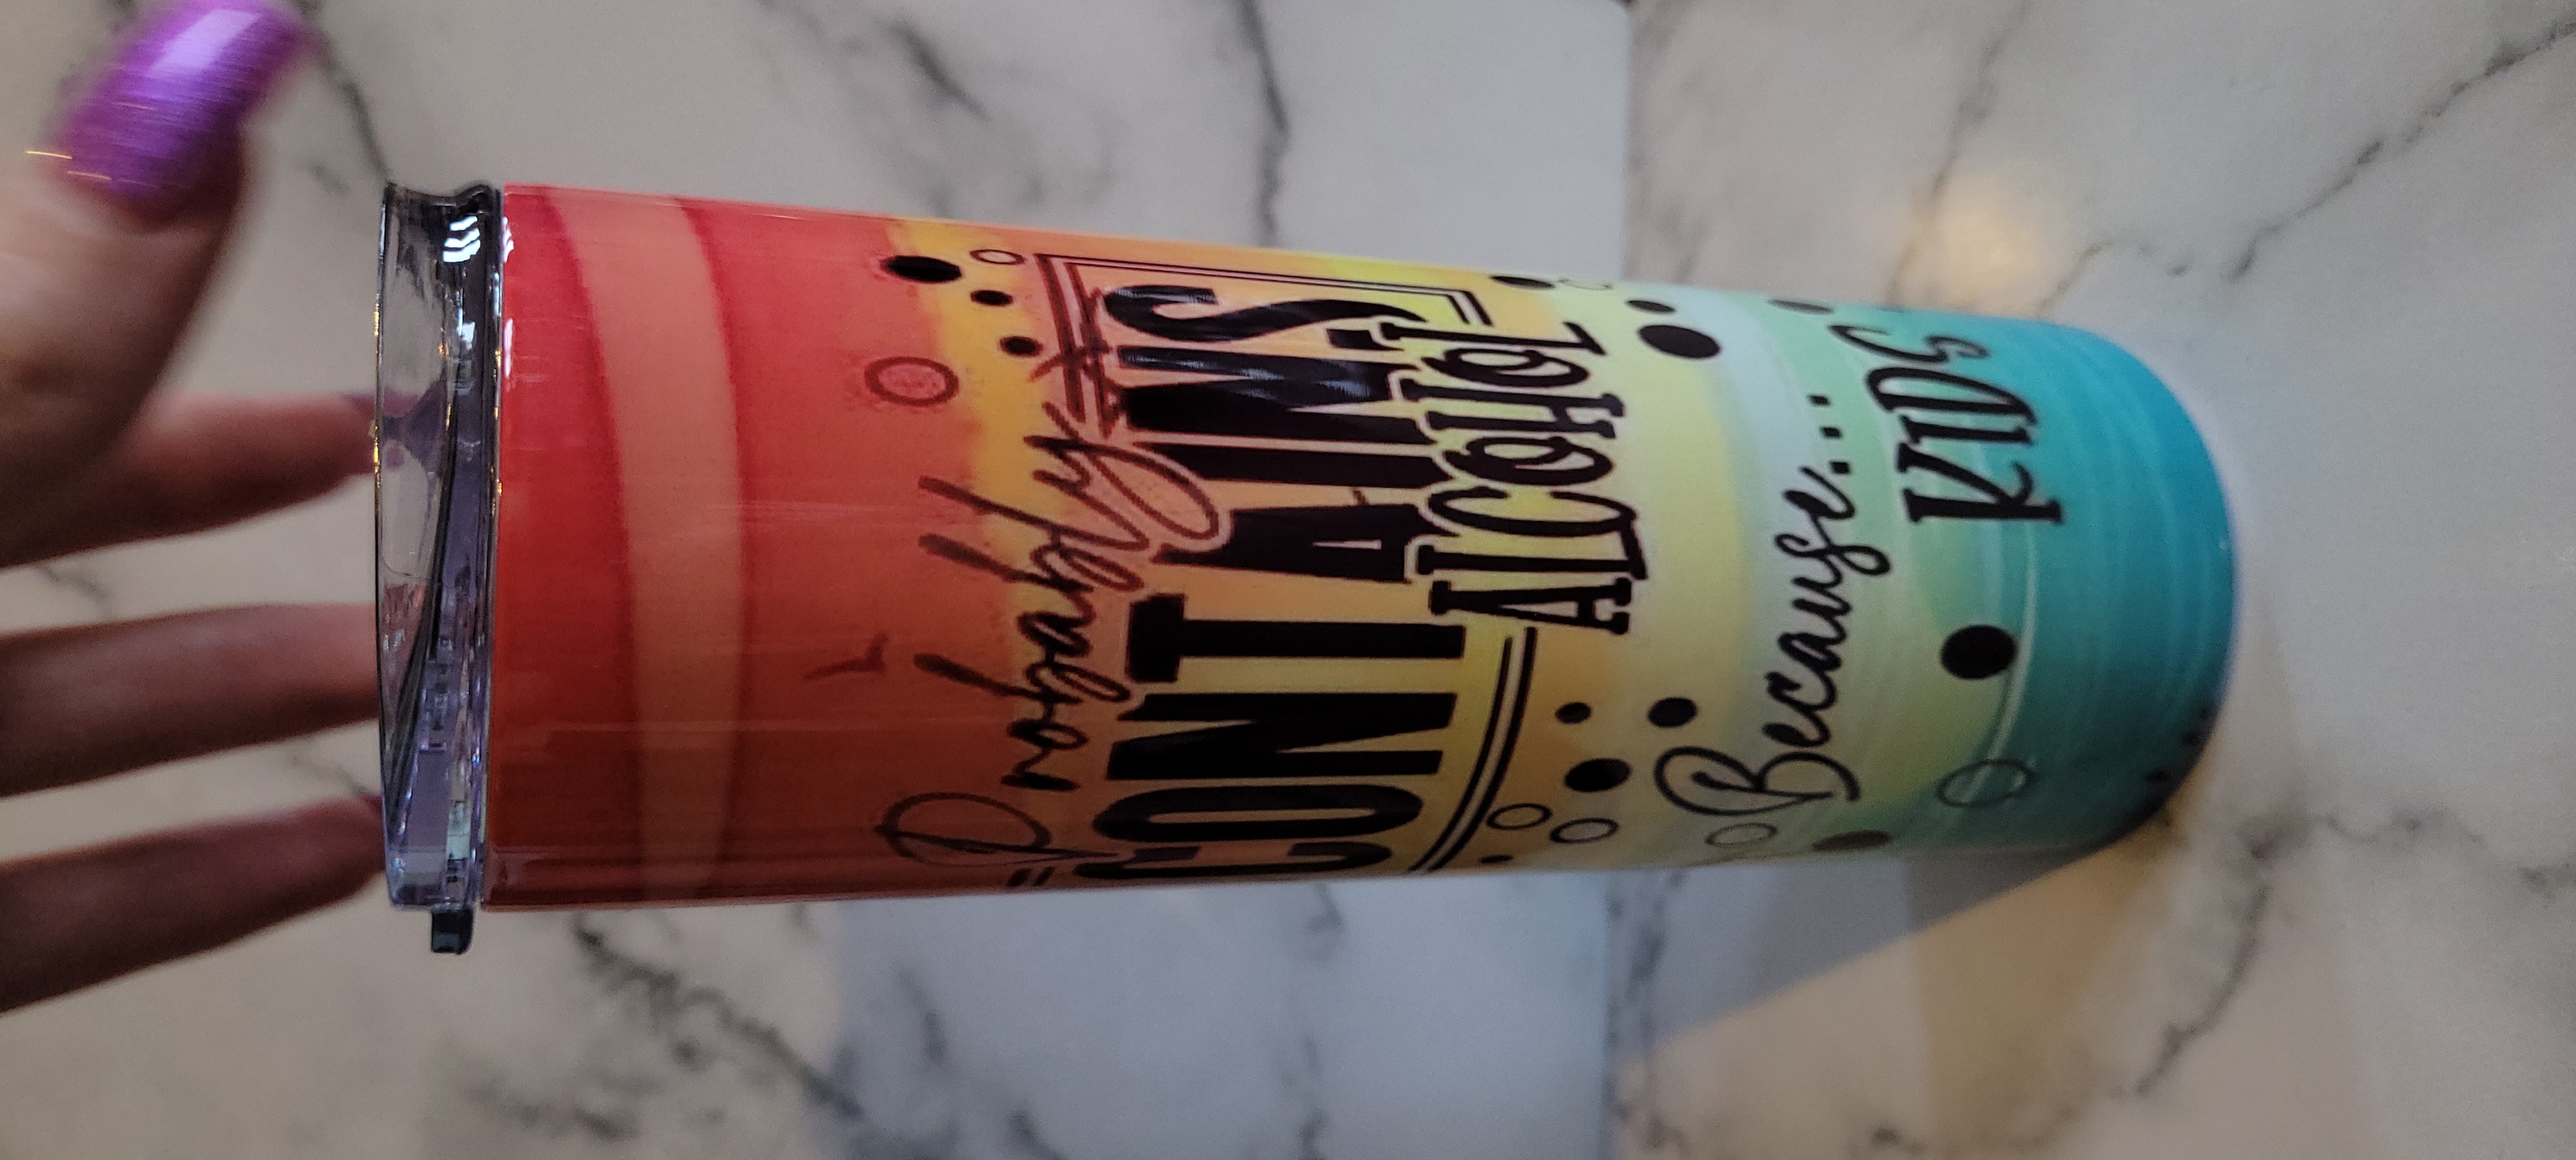 Probably
CONTAINS
ALCOHOL
Because...
KIDS